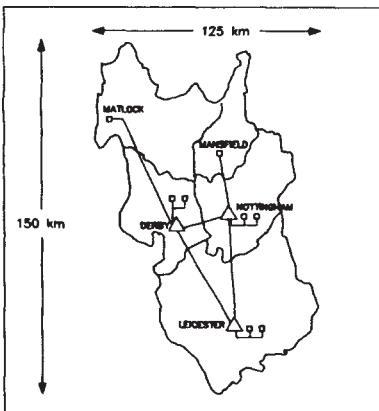 125 km
MATLOCK
MANSFIELD
NOTTINGHAM
150 km
DERBY
LEICESTER